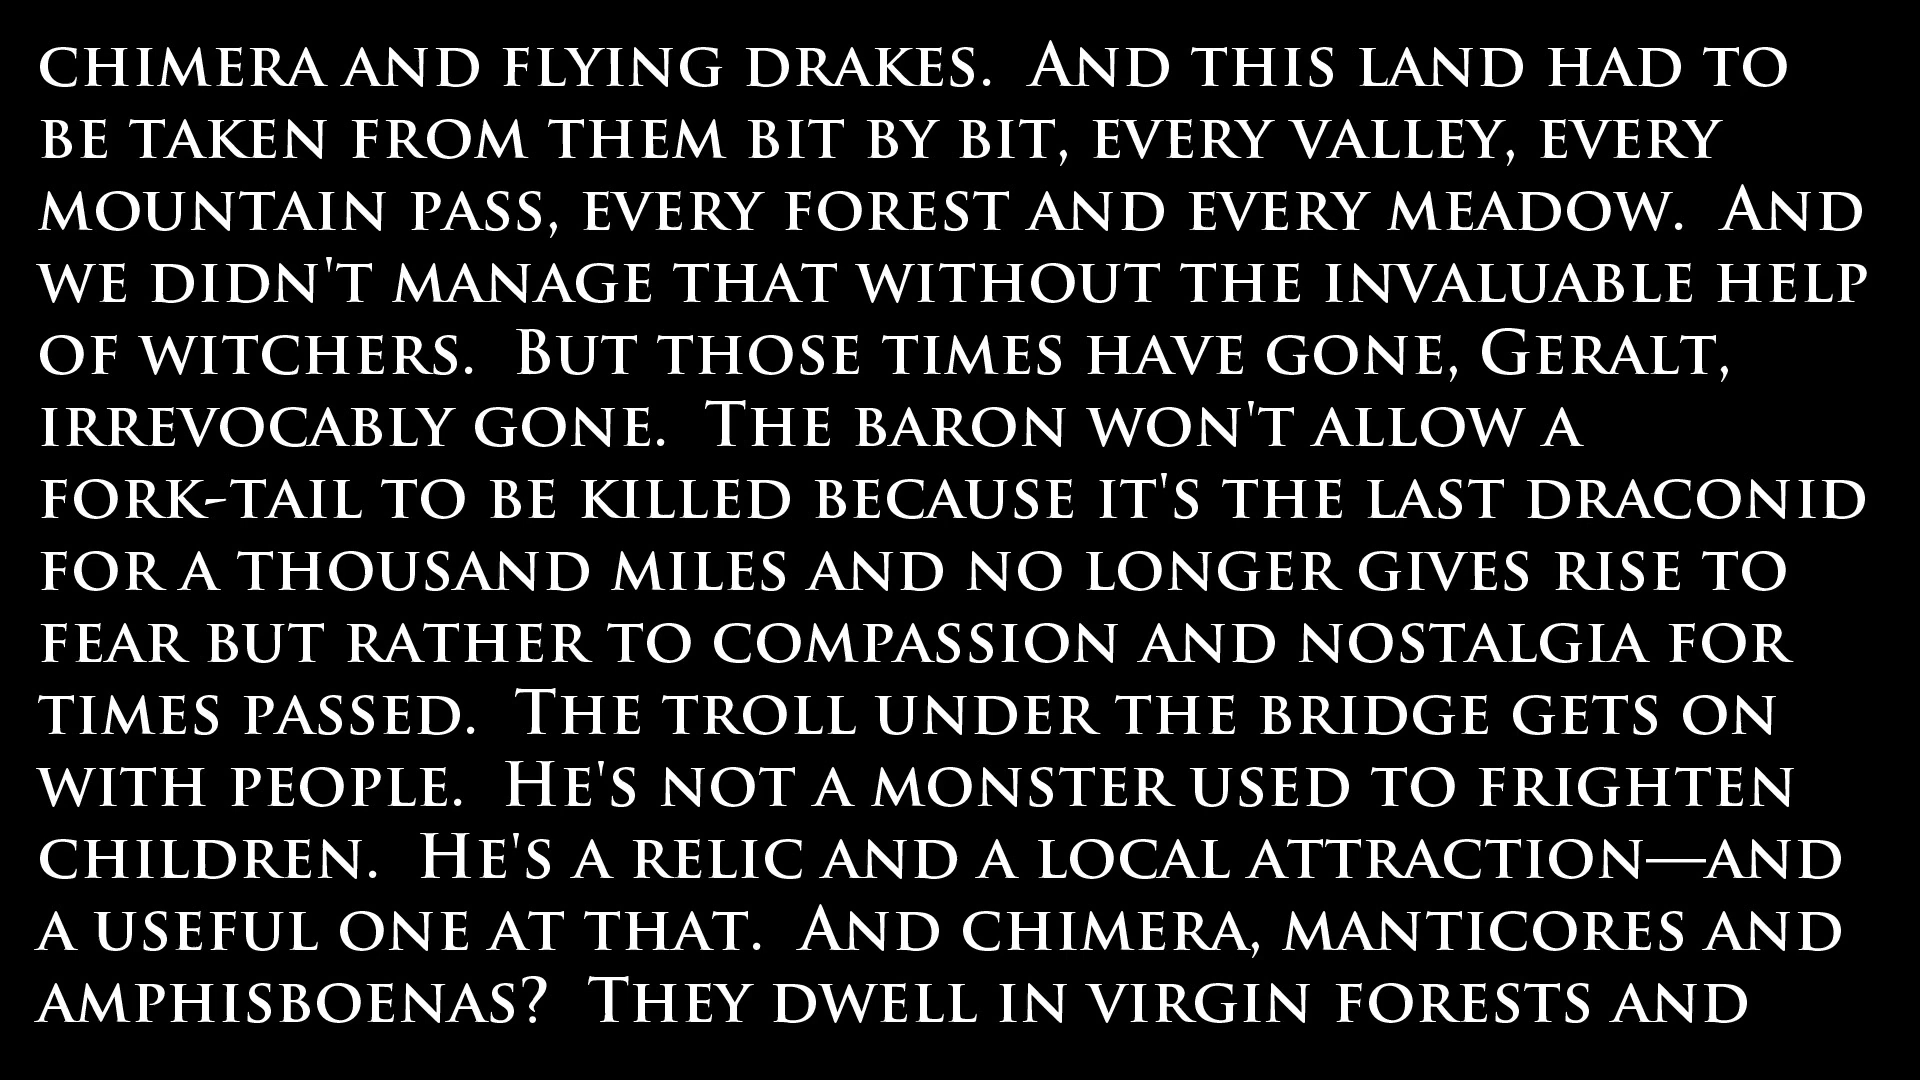 chimera and flying drakes.  And this land had to
be taken from them bit by bit, every valley, every
mountain pass, every forest and every meadow.  And
we didn't manage that without the invaluable help
of witchers.  But those times have gone, Geralt,
irrevocably gone.  The baron won't allow a
fork-tail to be killed because it's the last draconid
for a thousand miles and no longer gives rise to
fear but rather to compassion and nostalgia for
times passed.  The troll under the bridge gets on
with people.  He's not a monster used to frighten
children.  He's a relic and a local attraction—and
a useful one at that.  And chimera, manticores and
amphisboenas?  They dwell in virgin forests and